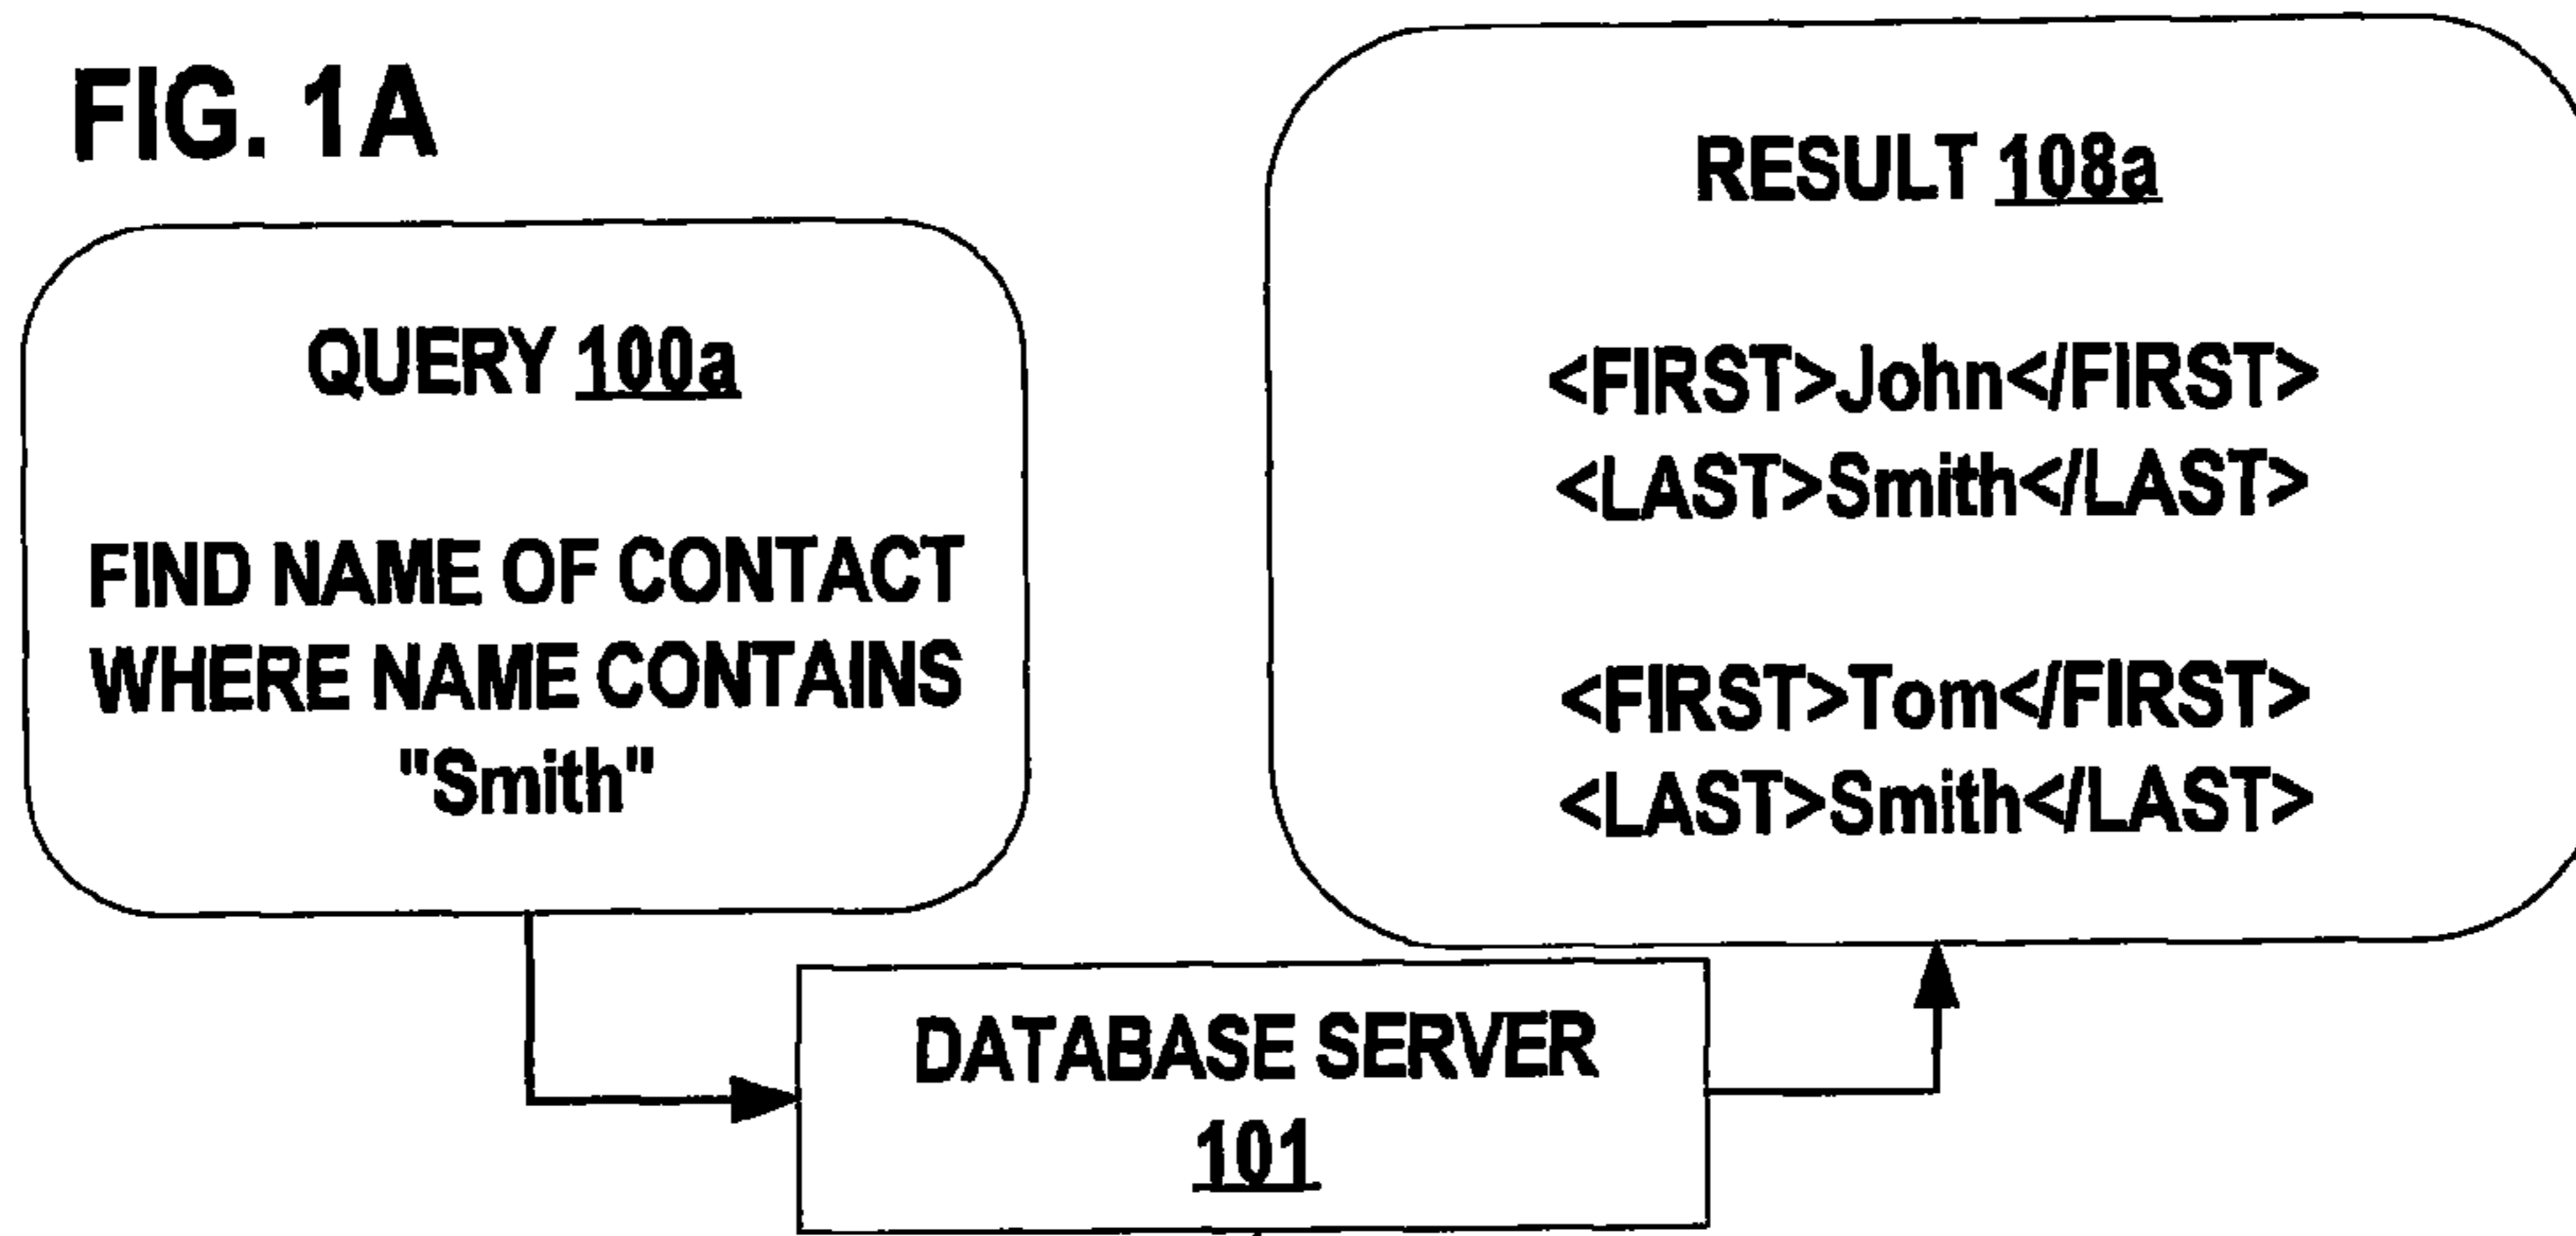 FIG. 1A
QUERY 100a
FIND NAME OF CONTACT
WHERE NAME CONTAINS
"Smith"
RESULT 108a
<FIRST>John</FIRST>
<LAST>Smith</LAST>
<FIRST>Tom</FIRST>
<LAST>Smith</LAST>
DATABASE SERVER
101